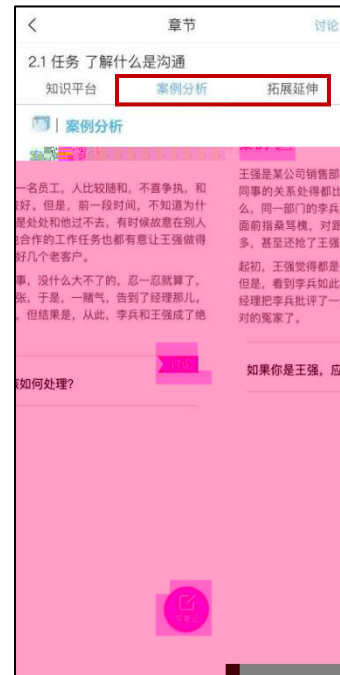 章节
讨论
2.1 任务 了解什么是沟通
知识平台
案例分析
拓展延伸
案例分析
一名员工，人比较随和，不喜争执，和
好。但是，前一段时间，不知道为什
是处处和他过不去，有时候故意在别人
合作的工作任务也都有意让王强做得
好几个老客户。
事，没什么大不了的，忍一忍就算了，
张，于是，一赌气，告到了经理那儿。
，但结果是，从此，李兵和王强成了绝
讨论
如何处理？
王强是某公司销售部
同事的关系处得都比
么，同一部门的李兵
面前指桑骂槐，对跟
多，甚至还抢了王强
起初，王强觉得都是
但是，看到李兵如此
经理把李兵批评了一
对的冤家了。
如果你是王强，应